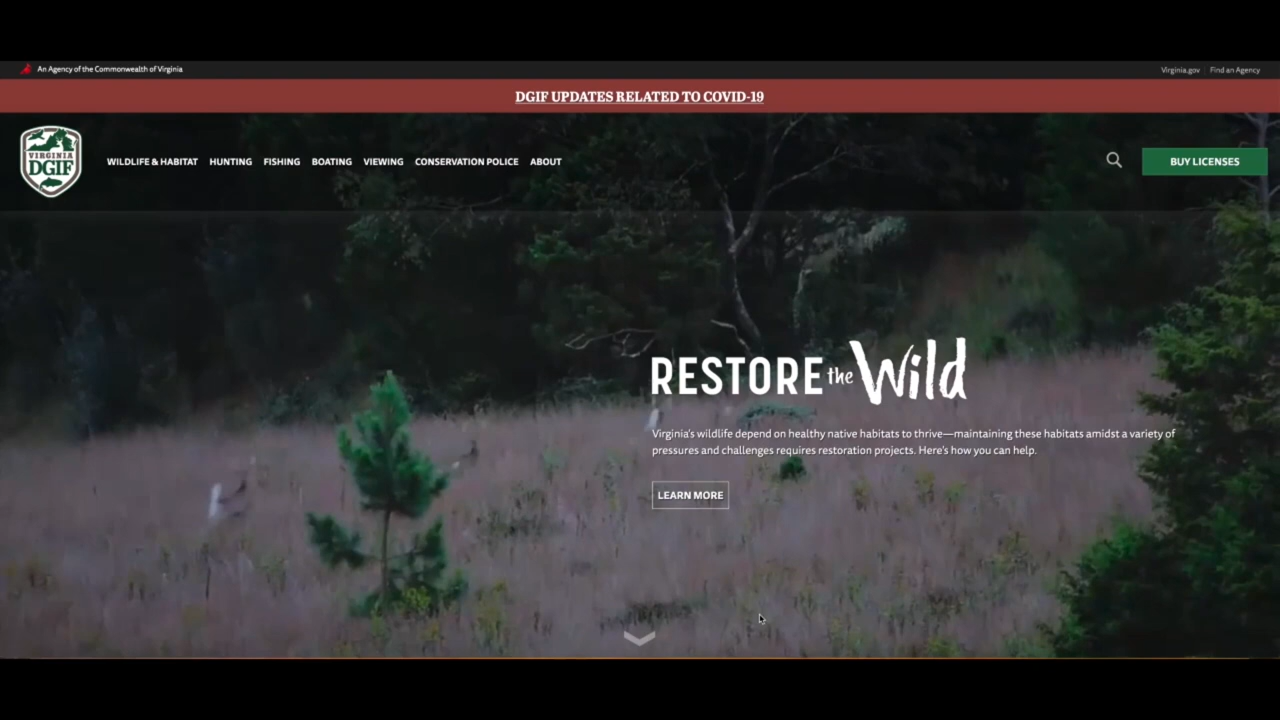 An Agency of the Commonwealth of Virginia
Virginia.gov
Find an Agency
DGIF UPDATES RELATED TO COVID-19
VIRGINIA
DGIF
WILDLIFE & HABITAT
HUNTING
FISHING
BOATING
VIEWING
CONSERVATION POLICE
ABOUT
BUY LICENSES
RESTORE the Wild
Virginia's wildlife depend on healthy native habitats to thrive—maintaining these habitats amidst a variety of
pressures and challenges requires restoration projects. Here's how you can help.
LEARN MORE